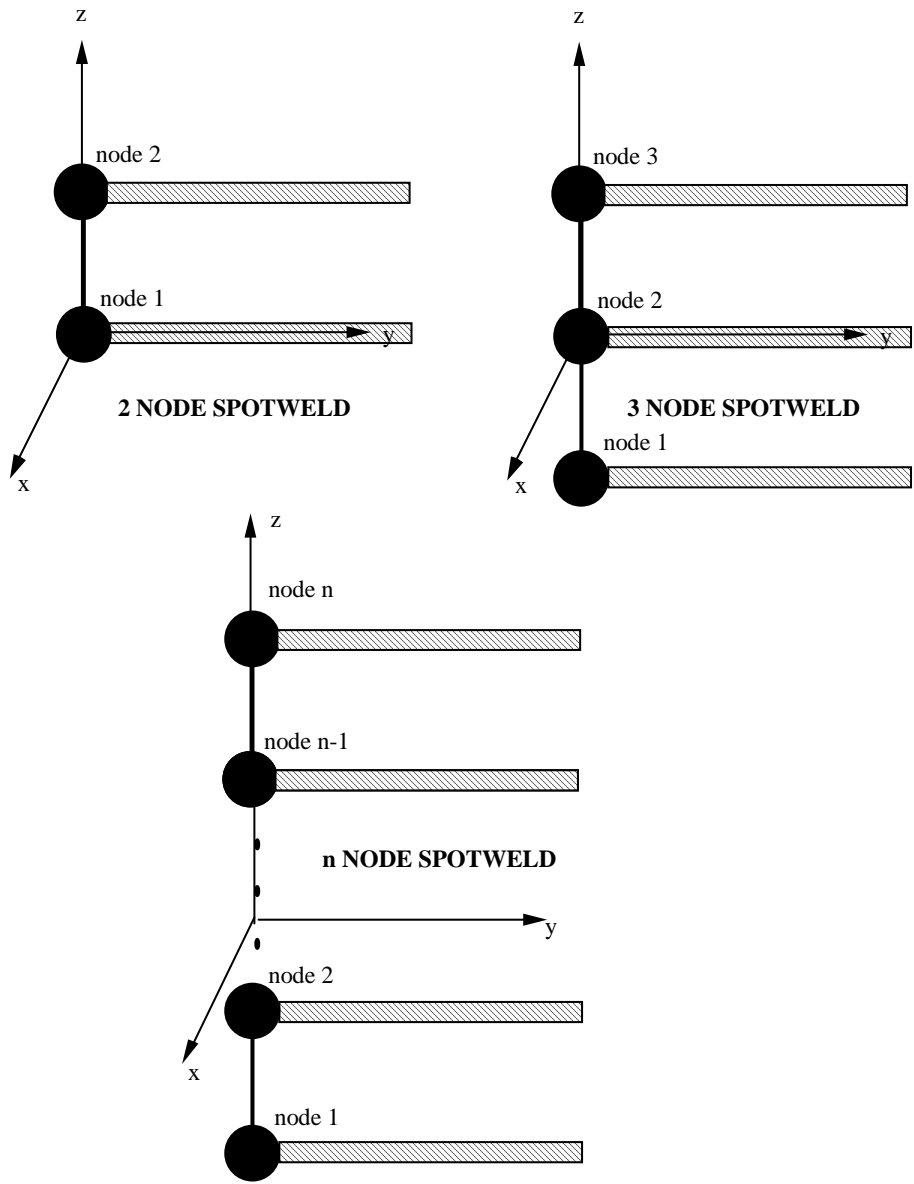 z
node 2
node 1
y
2 NODE SPOTWELD
x
z
node 3
node 2
y
3 NODE SPOTWELD
node 1
x
z
node n
node n-1
n NODE SPOTWELD
y
node 2
x
node 1